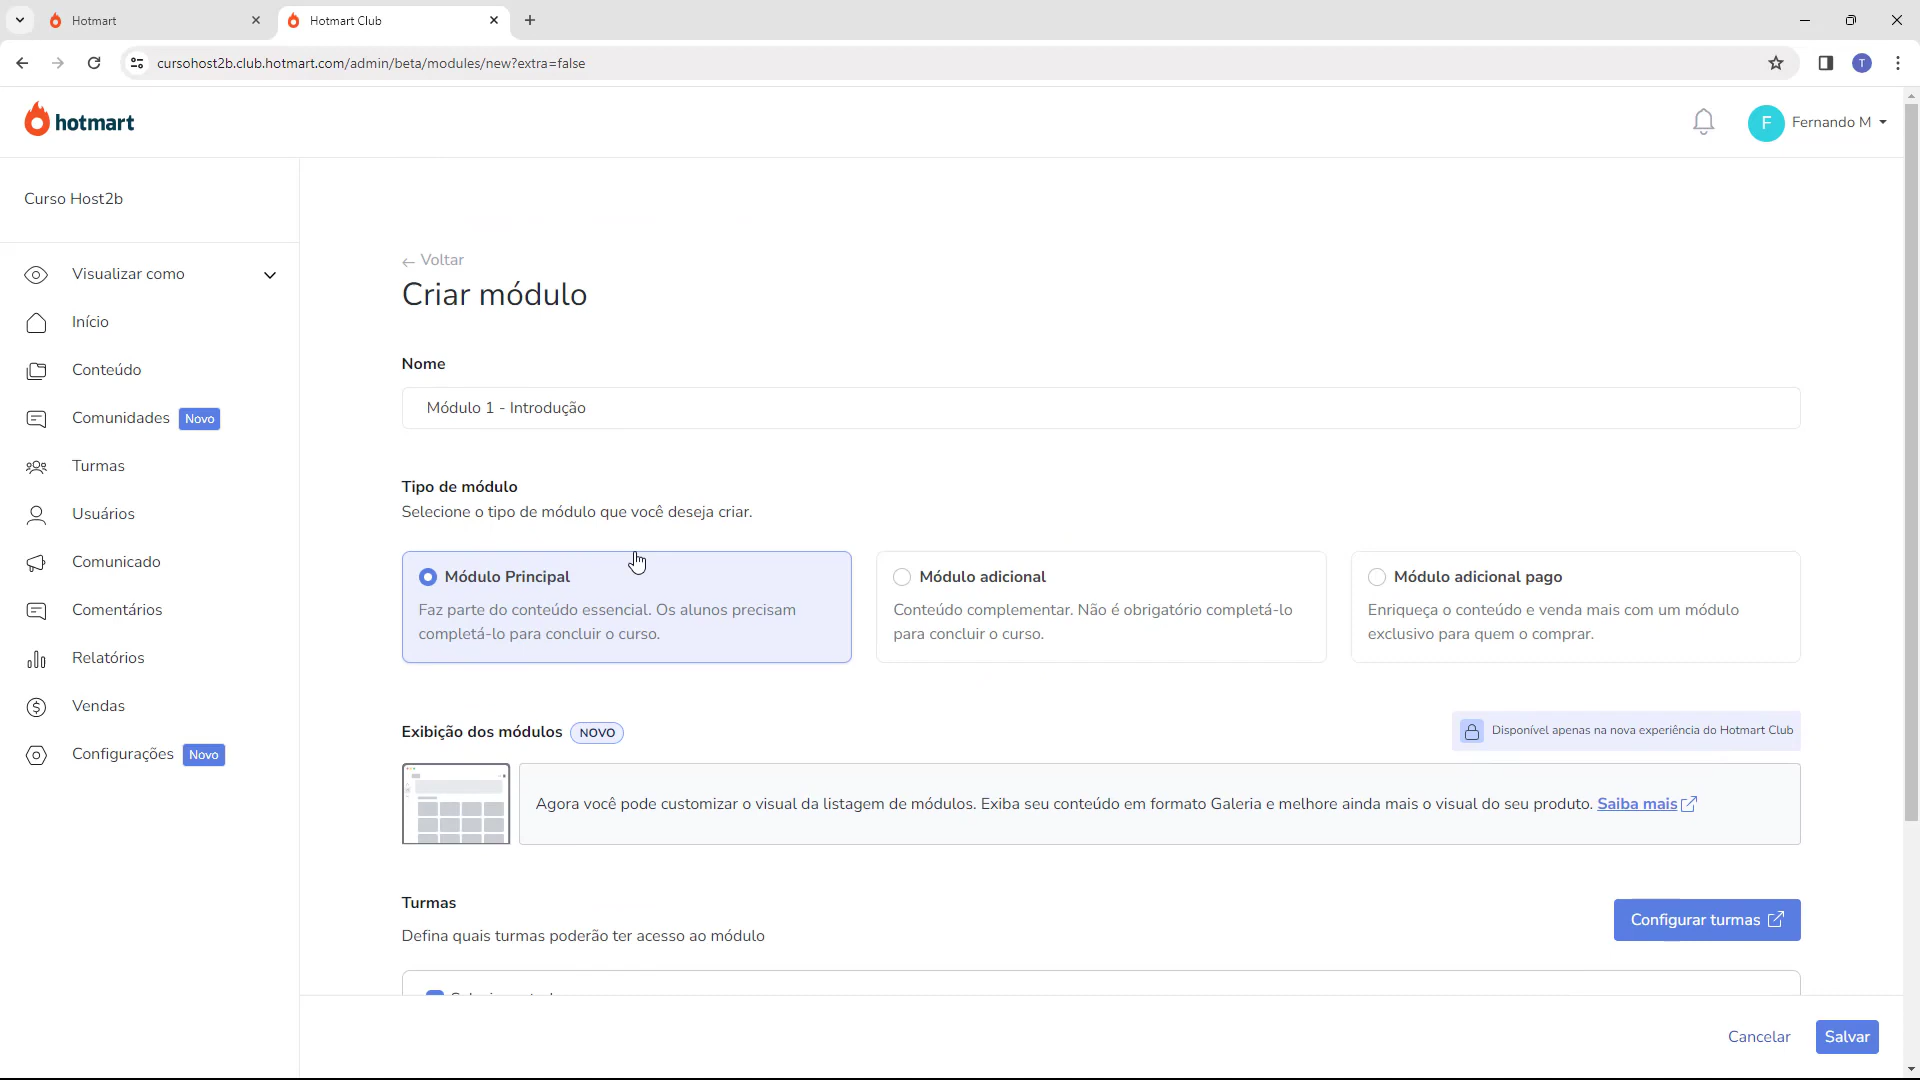 Hotmart
Hotmart Club
cursohost2b.club.hotmart.com/admin/beta/modules/new?extra=false
T
hotmart
F
Fernando M
Curso Host2b
Visualizar como
Início
Conteúdo
Comunidades Novo
Turmas
Usuários
Comunicado
Comentários
Relatórios
Vendas
Configurações Novo
Voltar
Criar módulo
Nome
Módulo 1 - Introdução
Tipo de módulo
Selecione o tipo de módulo que você deseja criar.
Módulo Principal
Faz parte do conteúdo essencial. Os alunos precisam
completá-lo para concluir o curso.
Módulo adicional
Conteúdo complementar. Não é obrigatório completá-lo
para concluir o curso.
Módulo adicional pago
Enriqueça o conteúdo e venda mais com um módulo
exclusivo para quem o comprar.
Exibição dos módulos NOVO
Disponível apenas na nova experiência do Hotmart Club
Agora você pode customizar o visual da listagem de módulos. Exiba seu conteúdo em formato Galeria e melhore ainda mais o visual do seu produto. Saiba mais
Turmas
Defina quais turmas poderão ter acesso ao módulo
Configurar turmas
Cancelar
Salvar